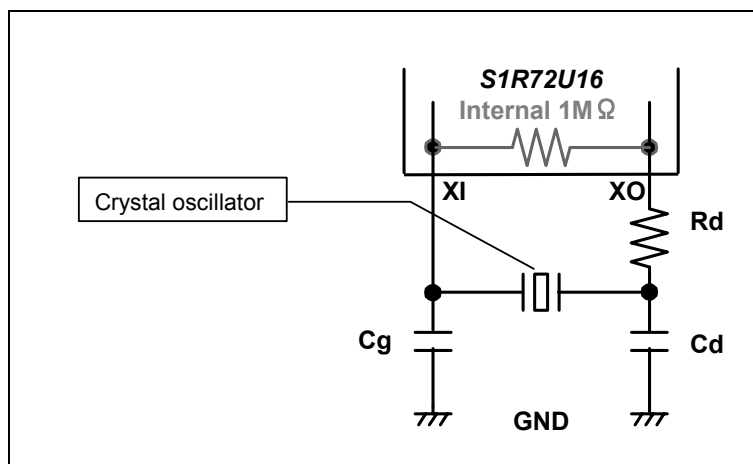 S1R72U16
Internal 1MΩ
XI
XO
Crystal oscillator
Rd
Cg
Cd
GND